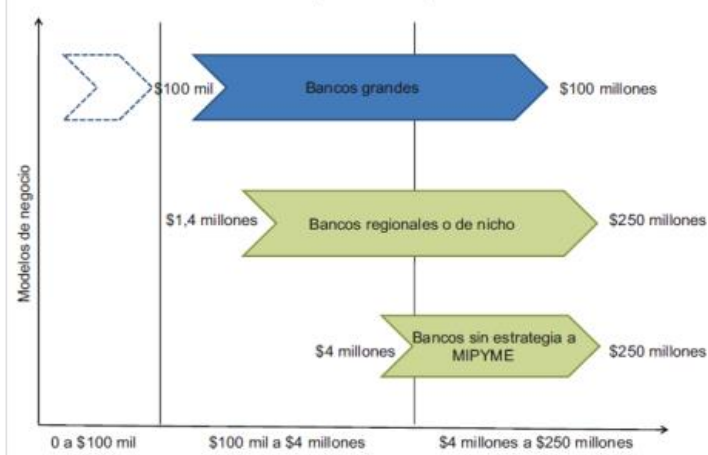 $100 mil
Bancos grandes
$100 millones
$1,4 millones
Bancos regionales o de nicho
$250 millones
$4 millones
Bancos sin estrategia a
MIPYME
$250 millones
Modelos de negocio
0 a $100 mil
$100 mil a $4 millones
$4 millones a $250 millones